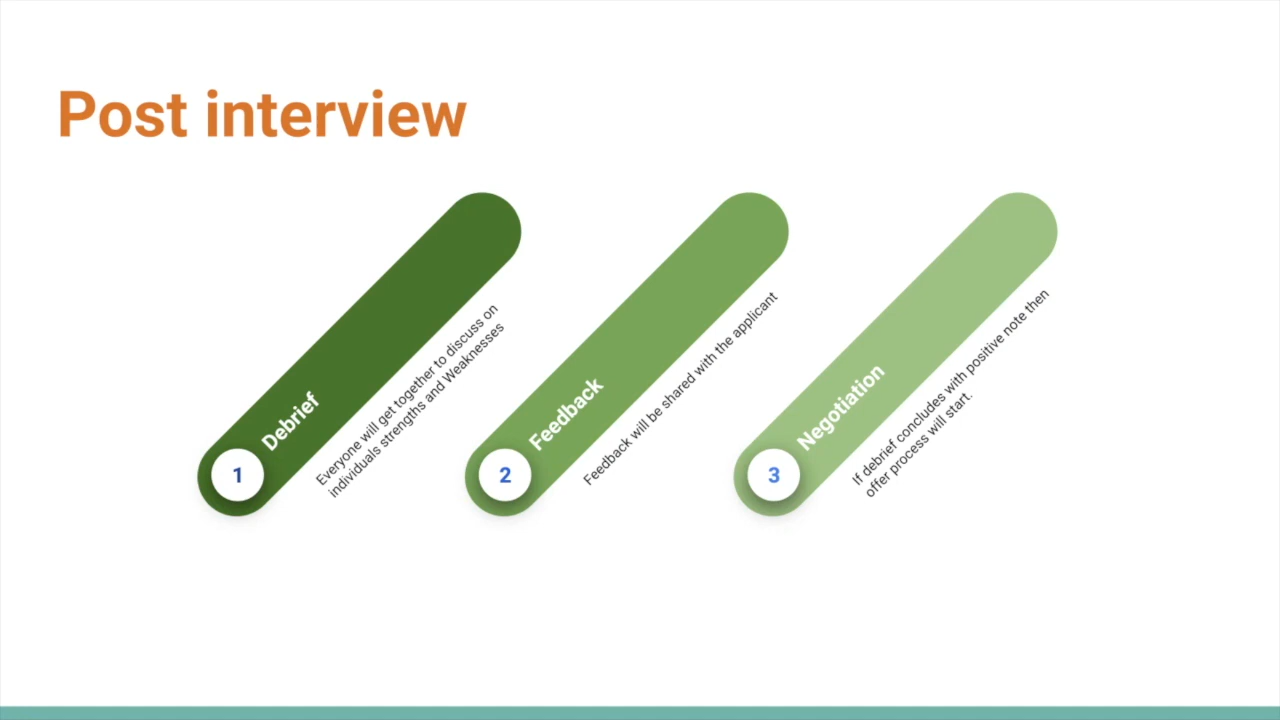 Post interview
1
Debrief
Everyone will get together to discuss on
individuals strengths and Weaknesses
2
Feedback
Feedback will be shared with the applicant
3
Negotiation
If debrief concludes with positive note then
offer process will start.